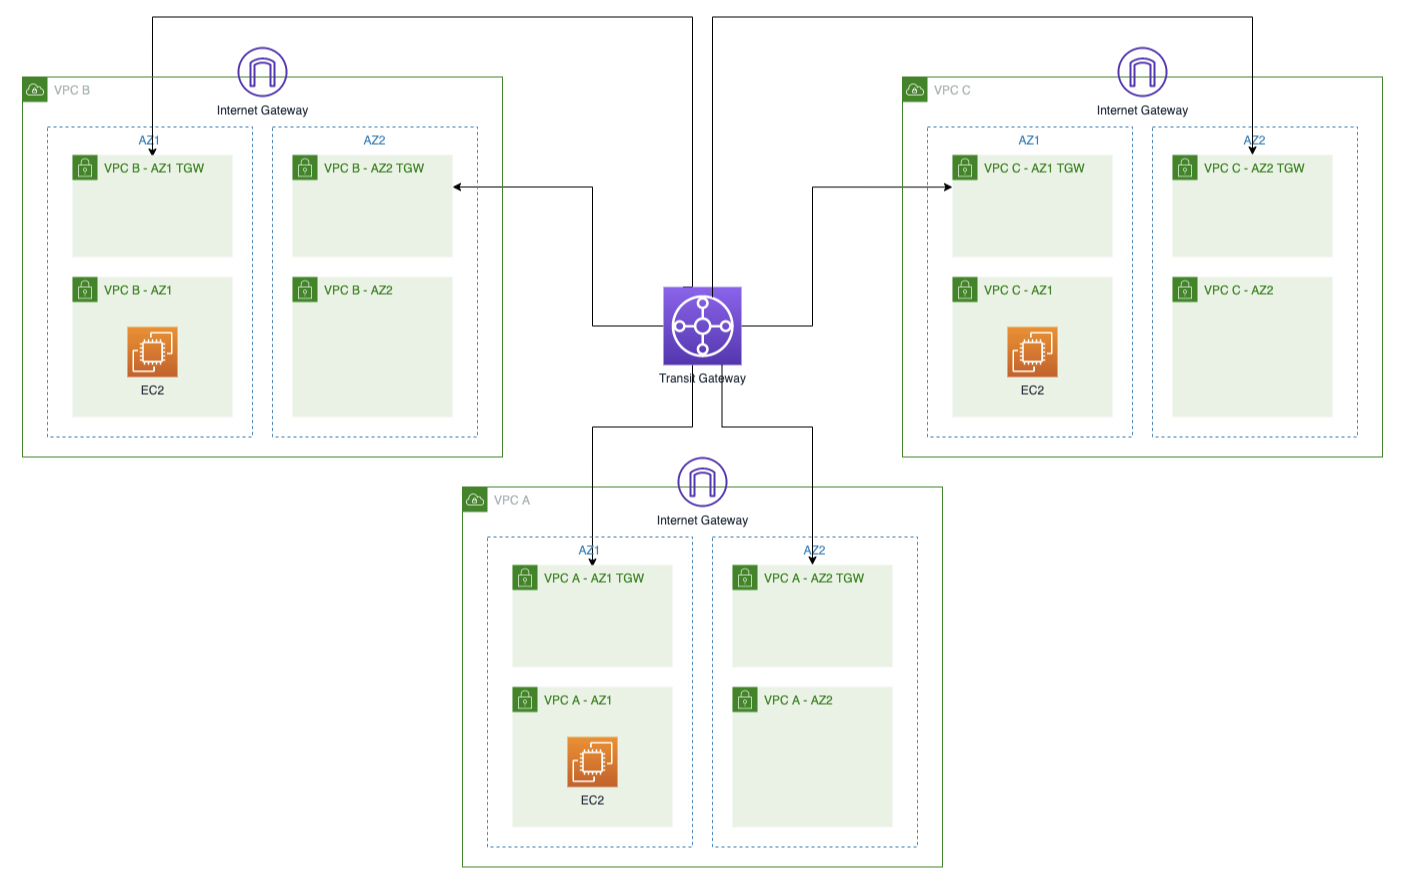 Internet Gateway
VPC B
AZ1
AZ2
VPC B - AZ1 TGW
VPC B - AZ2 TGW
VPC B - AZ1
VPC B - AZ2
EC2
Internet Gateway
VPC C
AZ1
AZ2
VPC C - AZ1 TGW
VPC C - AZ2 TGW
VPC C - AZ1
VPC C - AZ2
EC2
Transit Gateway
Internet Gateway
VPC A
AZ1
AZ2
VPC A - AZ1 TGW
VPC A - AZ2 TGW
VPC A - AZ1
VPC A - AZ2
EC2